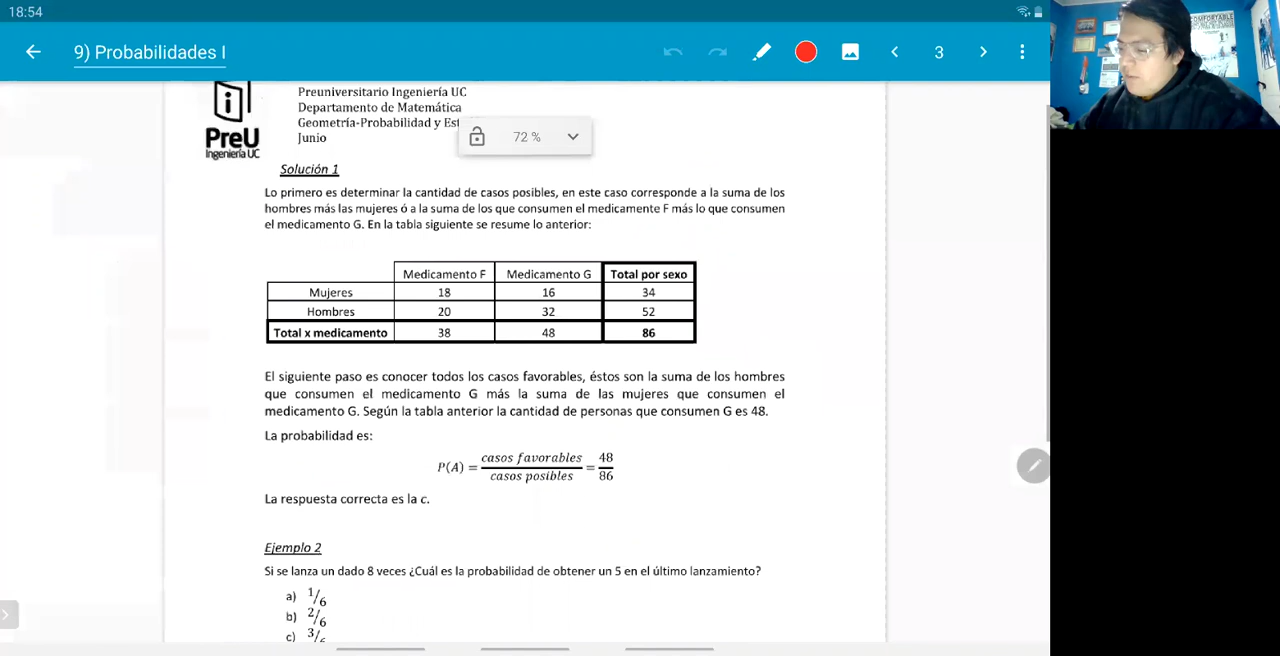 18:54
9) Probabilidades I
3
Preuniversitario Ingeniería UC
Departamento de Matemática
Geometría-Probabilidad y Est
Junio
PreU
Ingeniería UC
72 %
Solución 1
Lo primero es determinar la cantidad de casos posibles, en este caso corresponde a la suma de los
hombres más las mujeres ó a la suma de los que consumen el medicamente F más lo que consumen
el medicamento G. En la tabla siguiente se resume lo anterior:
Medicamento F Medicamento G Total por sexo
Mujeres 18 16 34
Hombres 20 32 52
Total x medicamento 38 48 86
El siguiente paso es conocer todos los casos favorables, éstos son la suma de los hombres
que consumen el medicamento G más la suma de las mujeres que consumen el
medicamento G. Según la tabla anterior la cantidad de personas que consumen G es 48.
La probabilidad es:
P(A) = casos favorables / casos posibles = 48 / 86
La respuesta correcta es la c.
Ejemplo 2
Si se lanza un dado 8 veces ¿Cuál es la probabilidad de obtener un 5 en el último lanzamiento?
a) 1/6
b) 2/6
c) 3/6
COMFORTABLE